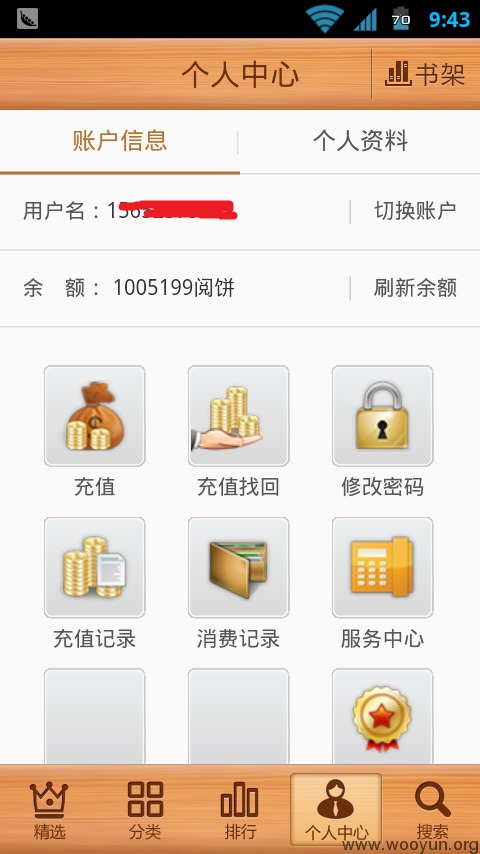 70 9:43
个人中心 书架
账户信息 个人资料
用户名： 切换账户
余 额： 1005199阅饼 刷新余额
充值 充值找回 修改密码
充值记录 消费记录 服务中心
精选 分类 排行 个人中心 搜索
www.wooyun.org